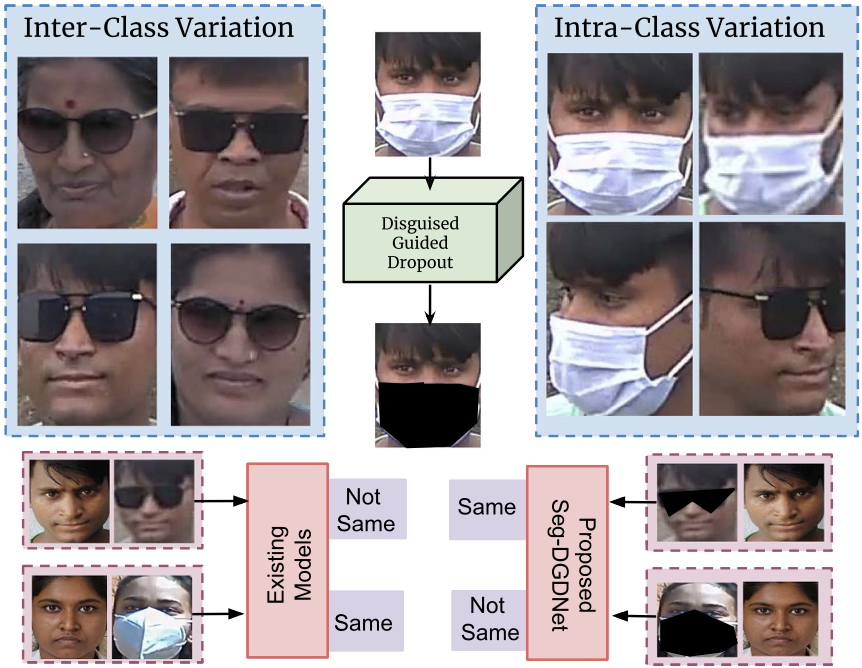 Inter-Class Variation
Intra-Class Variation
Disguised
Guided
Dropout
Existing
Models
Not
Same
Same
Same
Not
Same
Proposed
Seg-DGDNet